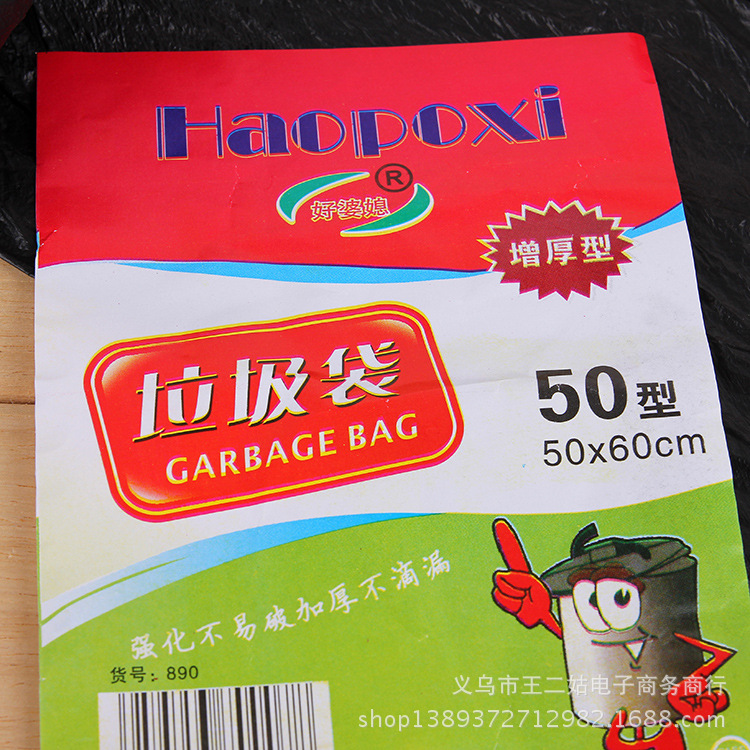 Haopoxi
®
好婆媳
增厚型
垃圾袋
GARBAGE BAG
50型
50x60cm
强化不易破加厚不滴漏
货号：890
义乌市王二姑电子商务商行
shop1389372712982.1688.com